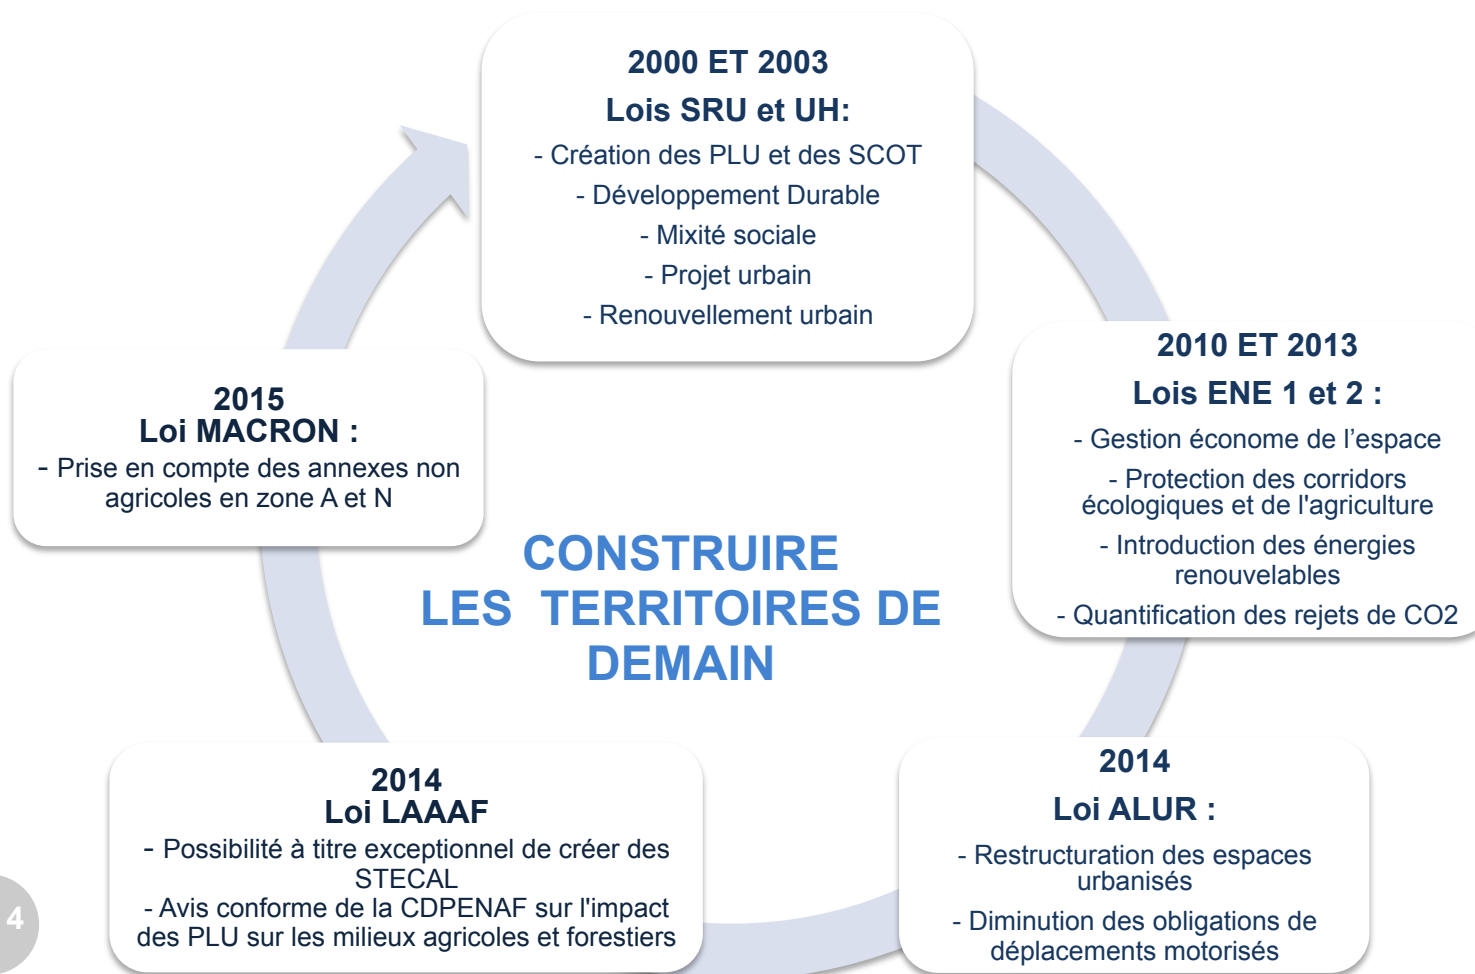 2000 ET 2003
Lois SRU et UH:
- Création des PLU et des SCOT
- Développement Durable
- Mixité sociale
- Projet urbain
- Renouvellement urbain
2010 ET 2013
Lois ENE 1 et 2 :
- Gestion économe de l’espace
- Protection des corridors
écologiques et de l'agriculture
- Introduction des énergies
renouvelables
- Quantification des rejets de CO2
2014
Loi ALUR :
- Restructuration des espaces
urbanisés
- Diminution des obligations de
déplacements motorisés
2014
Loi LAAAF
- Possibilité à titre exceptionnel de créer des
STECAL
- Avis conforme de la CDPENAF sur l'impact
des PLU sur les milieux agricoles et forestiers
2015
Loi MACRON :
- Prise en compte des annexes non
agricoles en zone A et N
CONSTRUIRE
LES TERRITOIRES DE
DEMAIN
4